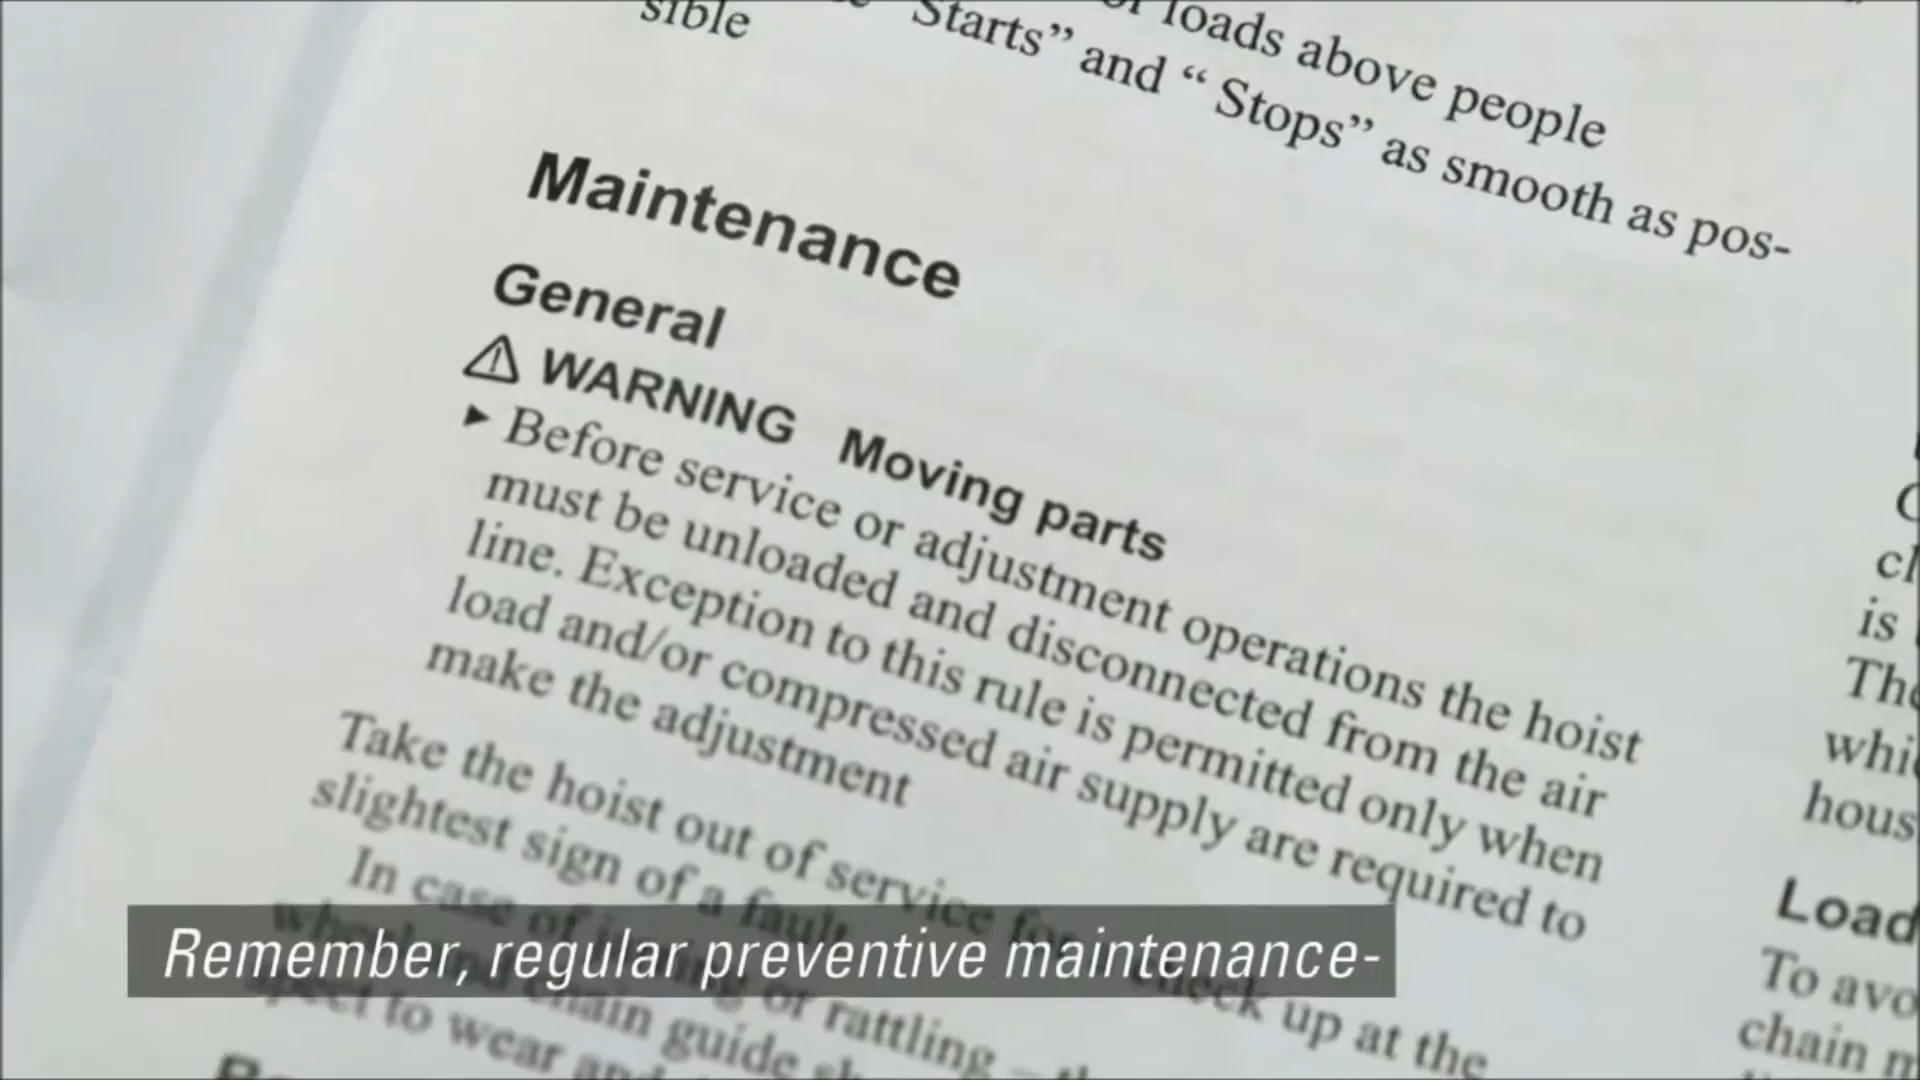 loads above people
"Starts" and " Stops" as smooth as pos-
sible
Maintenance
General
⚠ WARNING Moving parts
► Before service or adjustment operations the hoist
must be unloaded and disconnected from the air
line. Exception to this rule is permitted only when
load and/or compressed air supply are required to
make the adjustment
Take the hoist out of service for check up at the
slightest sign of a fault
In case of or rattling –
chain guide
to wear and
is
whi
hous
Load
To avo
chain
Remember, regular preventive maintenance-